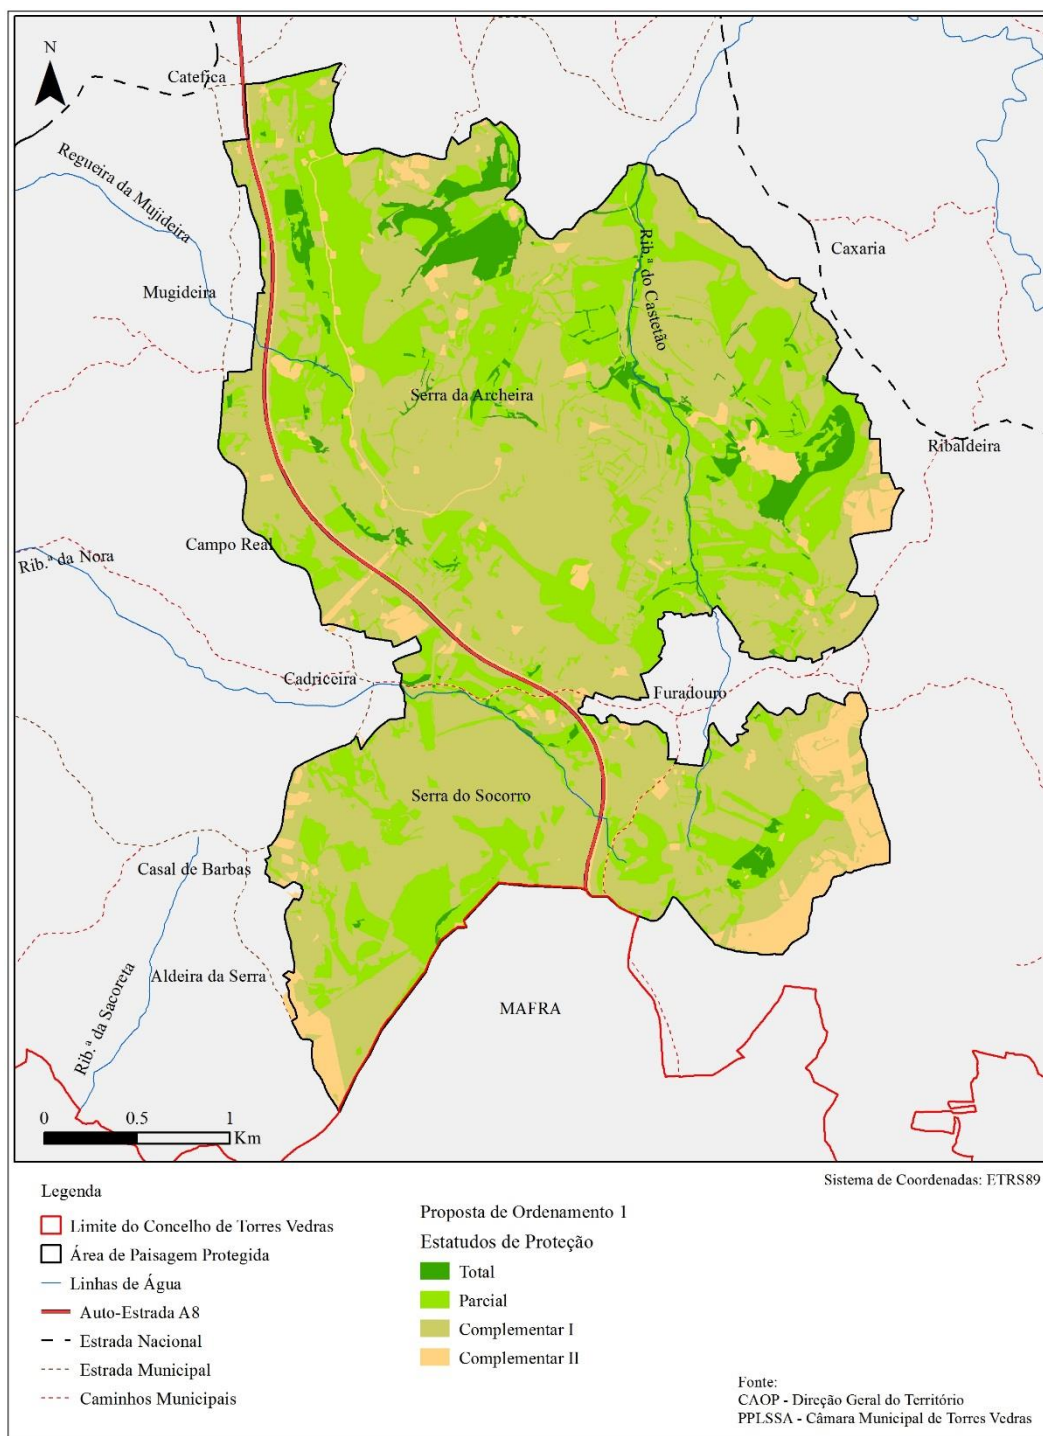 N
Catefica
Regueira da Mujideira
Rib.ª do Castetão
Caxaria
Mugideira
Serra da Archeira
Ribaldeira
Campo Real
Rib.ª da Nora
Cadriceira
Furadouro
Serra do Socorro
Casal de Barbas
Aldeira da Serra
Rib.ª da Sacoreta
MAFRA
0 0.5 1
Km
Sistema de Coordenadas: ETRS89
Legenda
Limite do Concelho de Torres Vedras
Área de Paisagem Protegida
Linhas de Água
Auto-Estrada A8
Estrada Nacional
Estrada Municipal
Caminhos Municipais
Proposta de Ordenamento 1
Estatudos de Proteção
Total
Parcial
Complementar I
Complementar II
Fonte:
CAOP - Direção Geral do Território
PPLSSA - Câmara Municipal de Torres Vedras